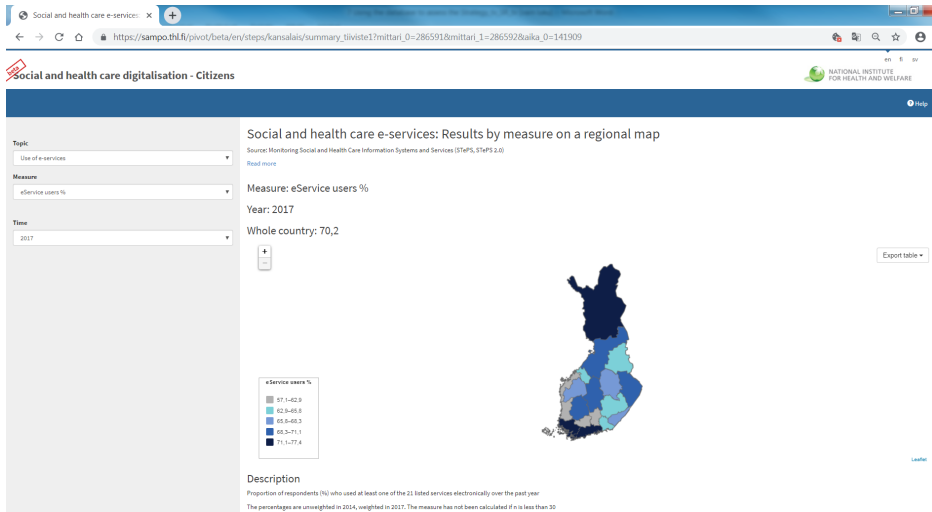 Social and health care e-services:
https://sampo.thl.fi/pivot/beta/en/steps/kansalais/summary_tiiviste1?mittari_0=286591&mittari_1=286592&aika_0=141909
en fi sv
beta
Social and health care digitalisation - Citizens
NATIONAL INSTITUTE
FOR HEALTH AND WELFARE
Help
Topic
Use of e-services
Measure
eService users %
Time
2017
Social and health care e-services: Results by measure on a regional map
Source: Monitoring Social and Health Care Information Systems and Services (STePS, STePS 2.0)
Read more
Measure: eService users %
Year: 2017
Whole country: 70,2
+
−
Export table
eService users %
57,1–62,9
62,9–65,8
65,8–68,3
68,3–71,1
71,1–77,4
Leaflet
Description
Proportion of respondents (%) who used at least one of the 21 listed services electronically over the past year
The percentages are unweighted in 2014, weighted in 2017. The measure has not been calculated if n is less than 30